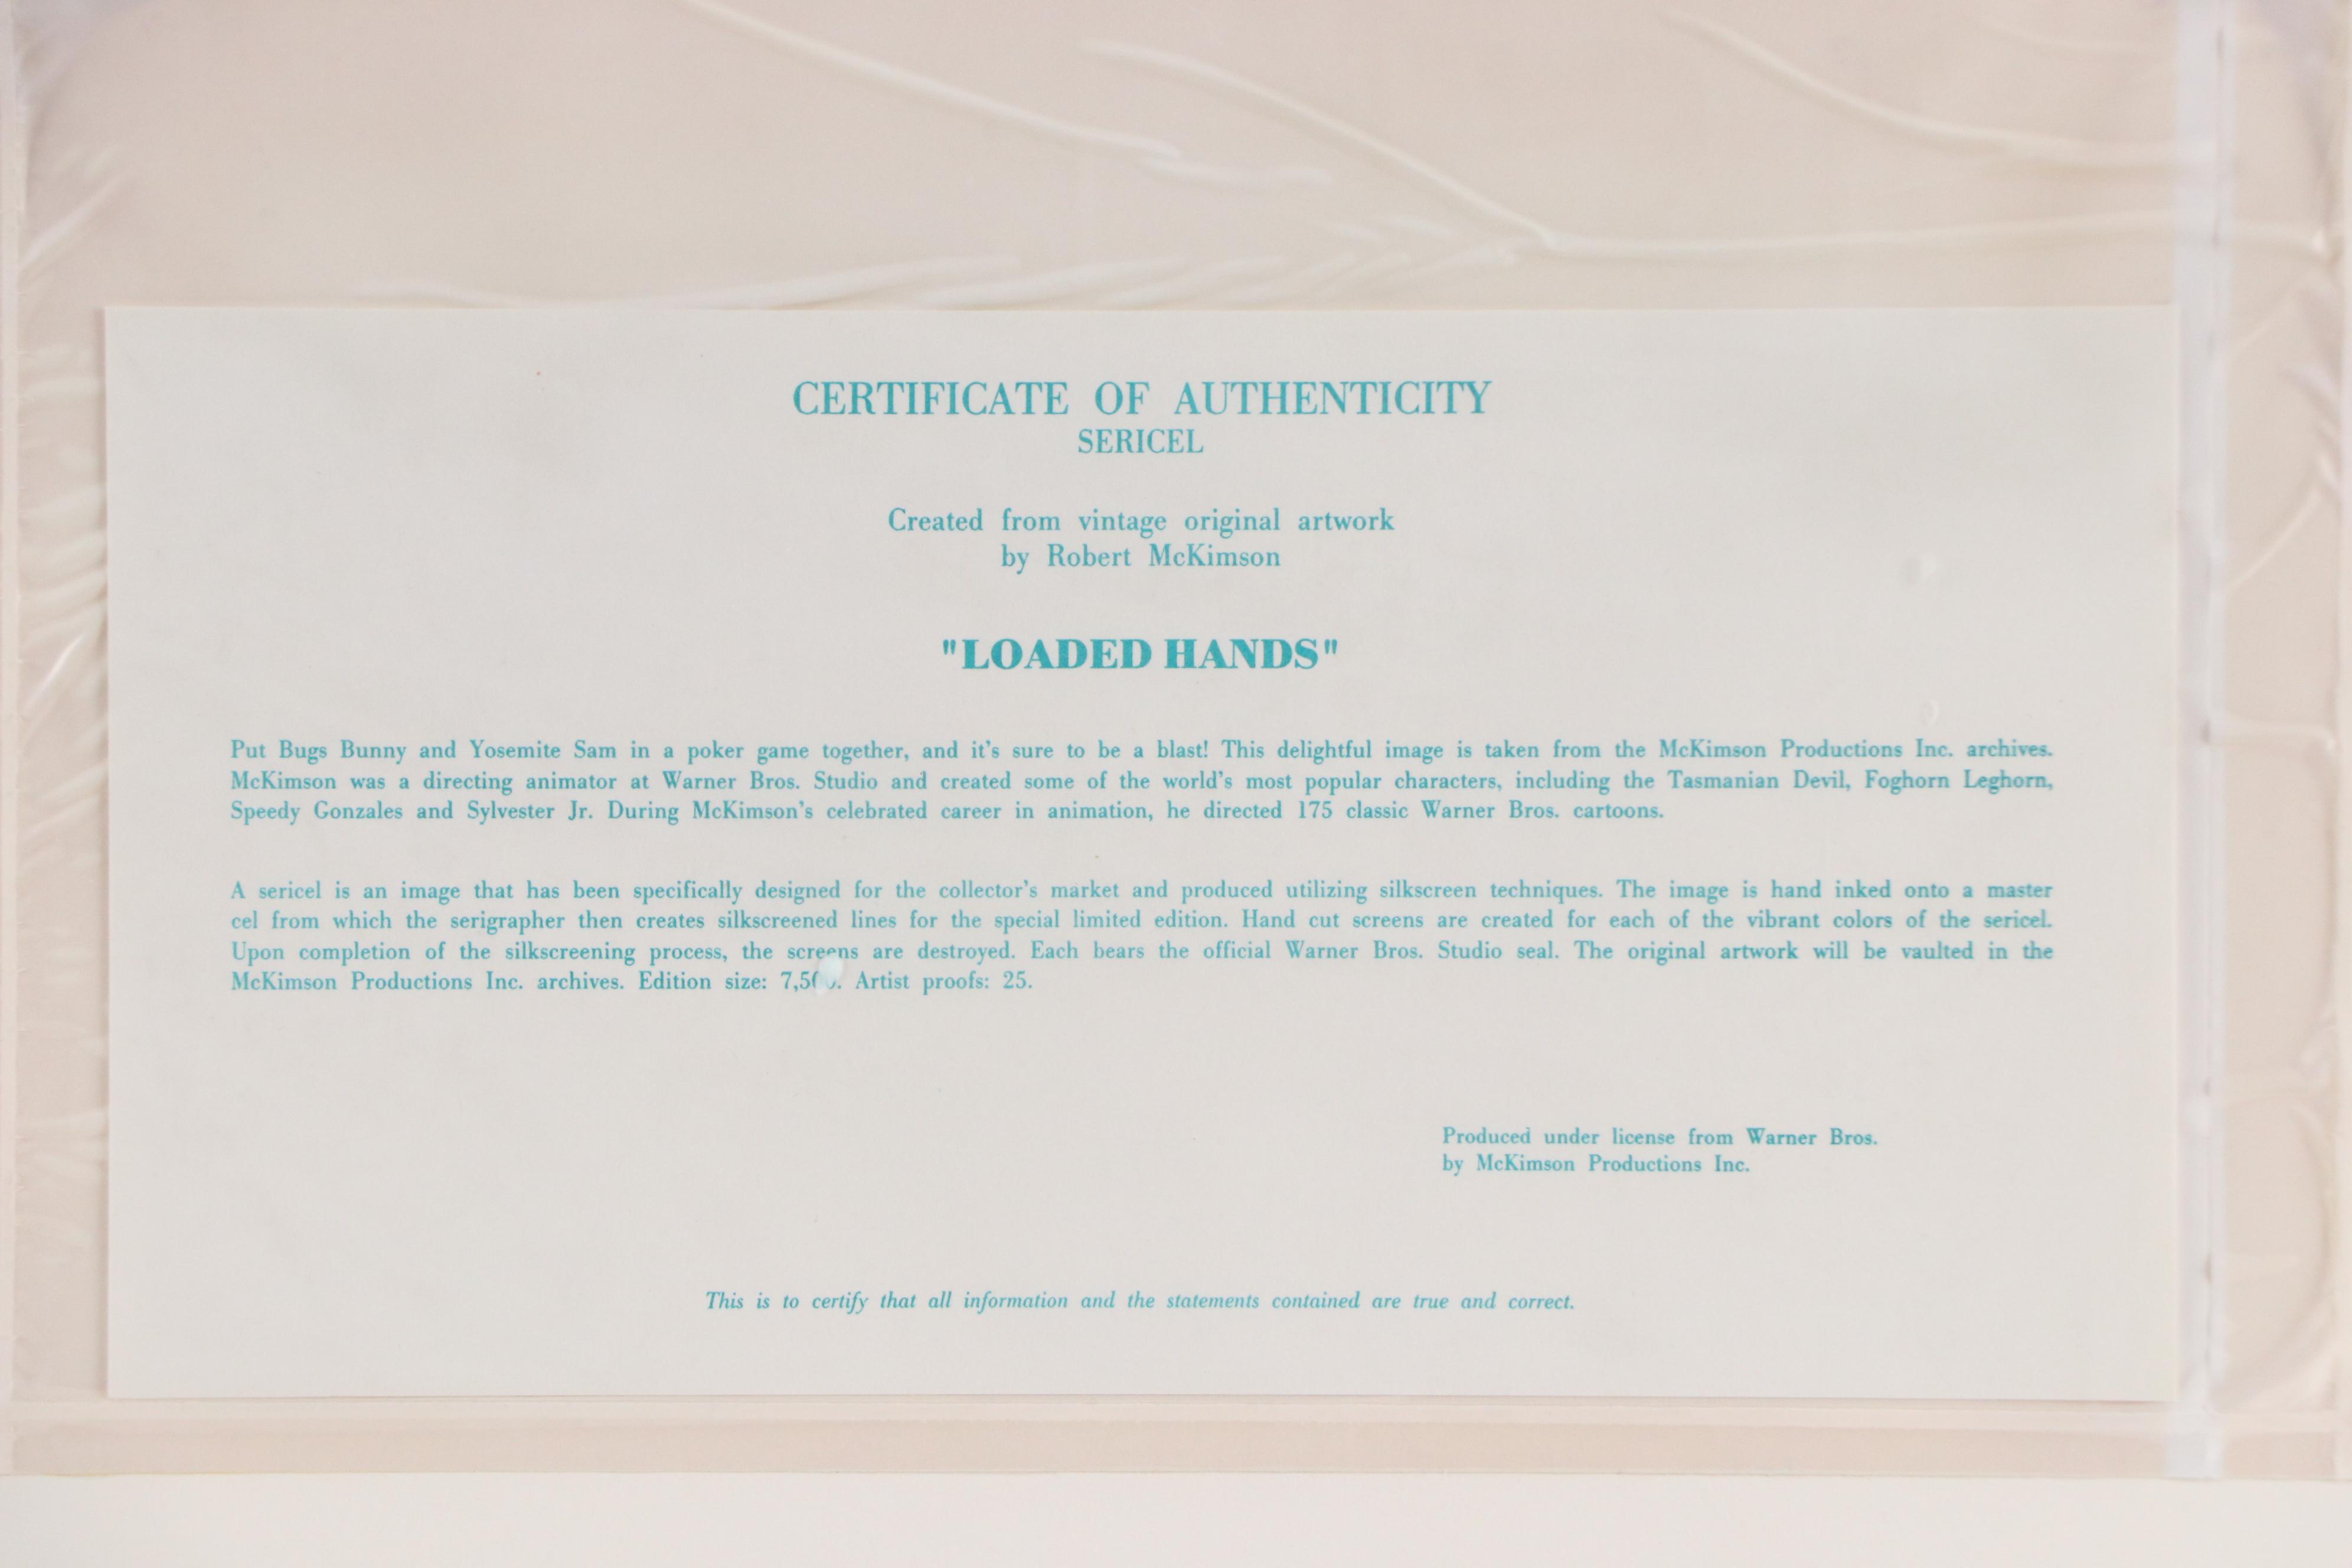 CERTIFICATE OF AUTHENTICITY
SERICEL
Created from vintage original artwork
by Robert McKimson
"LOADED HANDS"
Put Bugs Bunny and Yosemite Sam in a poker game together, and it's sure to be a blast! This delightful image is taken from the McKimson Productions Inc. archives.
McKimson was a directing animator at Warner Bros. Studio and created some of the world's most popular characters, including the Tasmanian Devil, Foghorn Leghorn,
Speedy Gonzales and Sylvester Jr. During McKimson's celebrated career in animation, he directed 175 classic Warner Bros. cartoons.
A sericel is an image that has been specifically designed for the collector's market and produced utilizing silkscreen techniques. The image is hand inked onto a master
cel from which the serigrapher then creates silkscreened lines for the special limited edition. Hand cut screens are created for each of the vibrant colors of the sericel.
Upon completion of the silkscreening process, the screens are destroyed. Each bears the official Warner Bros. Studio seal. The original artwork will be vaulted in the
McKimson Productions Inc. archives. Edition size: Artist proofs: 25.
Produced under license from Warner Bros.
by McKimson Productions Inc.
This is to certify that all information and the statements contained are true and correct.